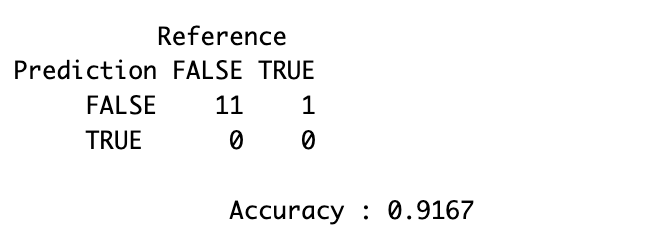 Reference
Prediction FALSE TRUE
FALSE 11 1
TRUE 0 0
Accuracy : 0.9167